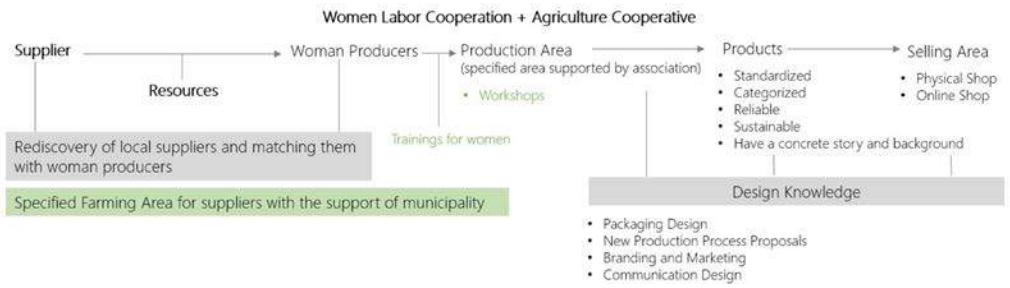 Women Labor Cooperation + Agriculture Cooperative
Supplier
Resources
Woman Producers
Production Area
(specified area supported by association)
• Workshops
Trainings for women
Products
• Standardized
• Categorized
• Reliable
• Sustainable
• Have a concrete story and background
Selling Area
• Physical Shop
• Online Shop
Rediscovery of local suppliers and matching them
with woman producers
Specified Farming Area for suppliers with the support of municipality
Design Knowledge
• Packaging Design
• New Production Process Proposals
• Branding and Marketing
• Communication Design